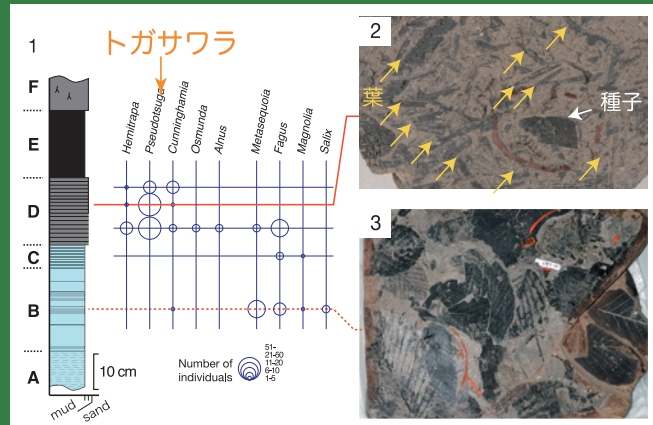 1
トガサワラ
Hemitrapa
Pseudotsuga
Cunninghamia
Osmunda
Alnus
Metasequoia
Fagus
Magnolia
Salix
F
E
D
C
B
A
10 cm
mud
sand
Number of
individuals
51-
21-50
11-20
6-10
1-5
2
葉
種子
3